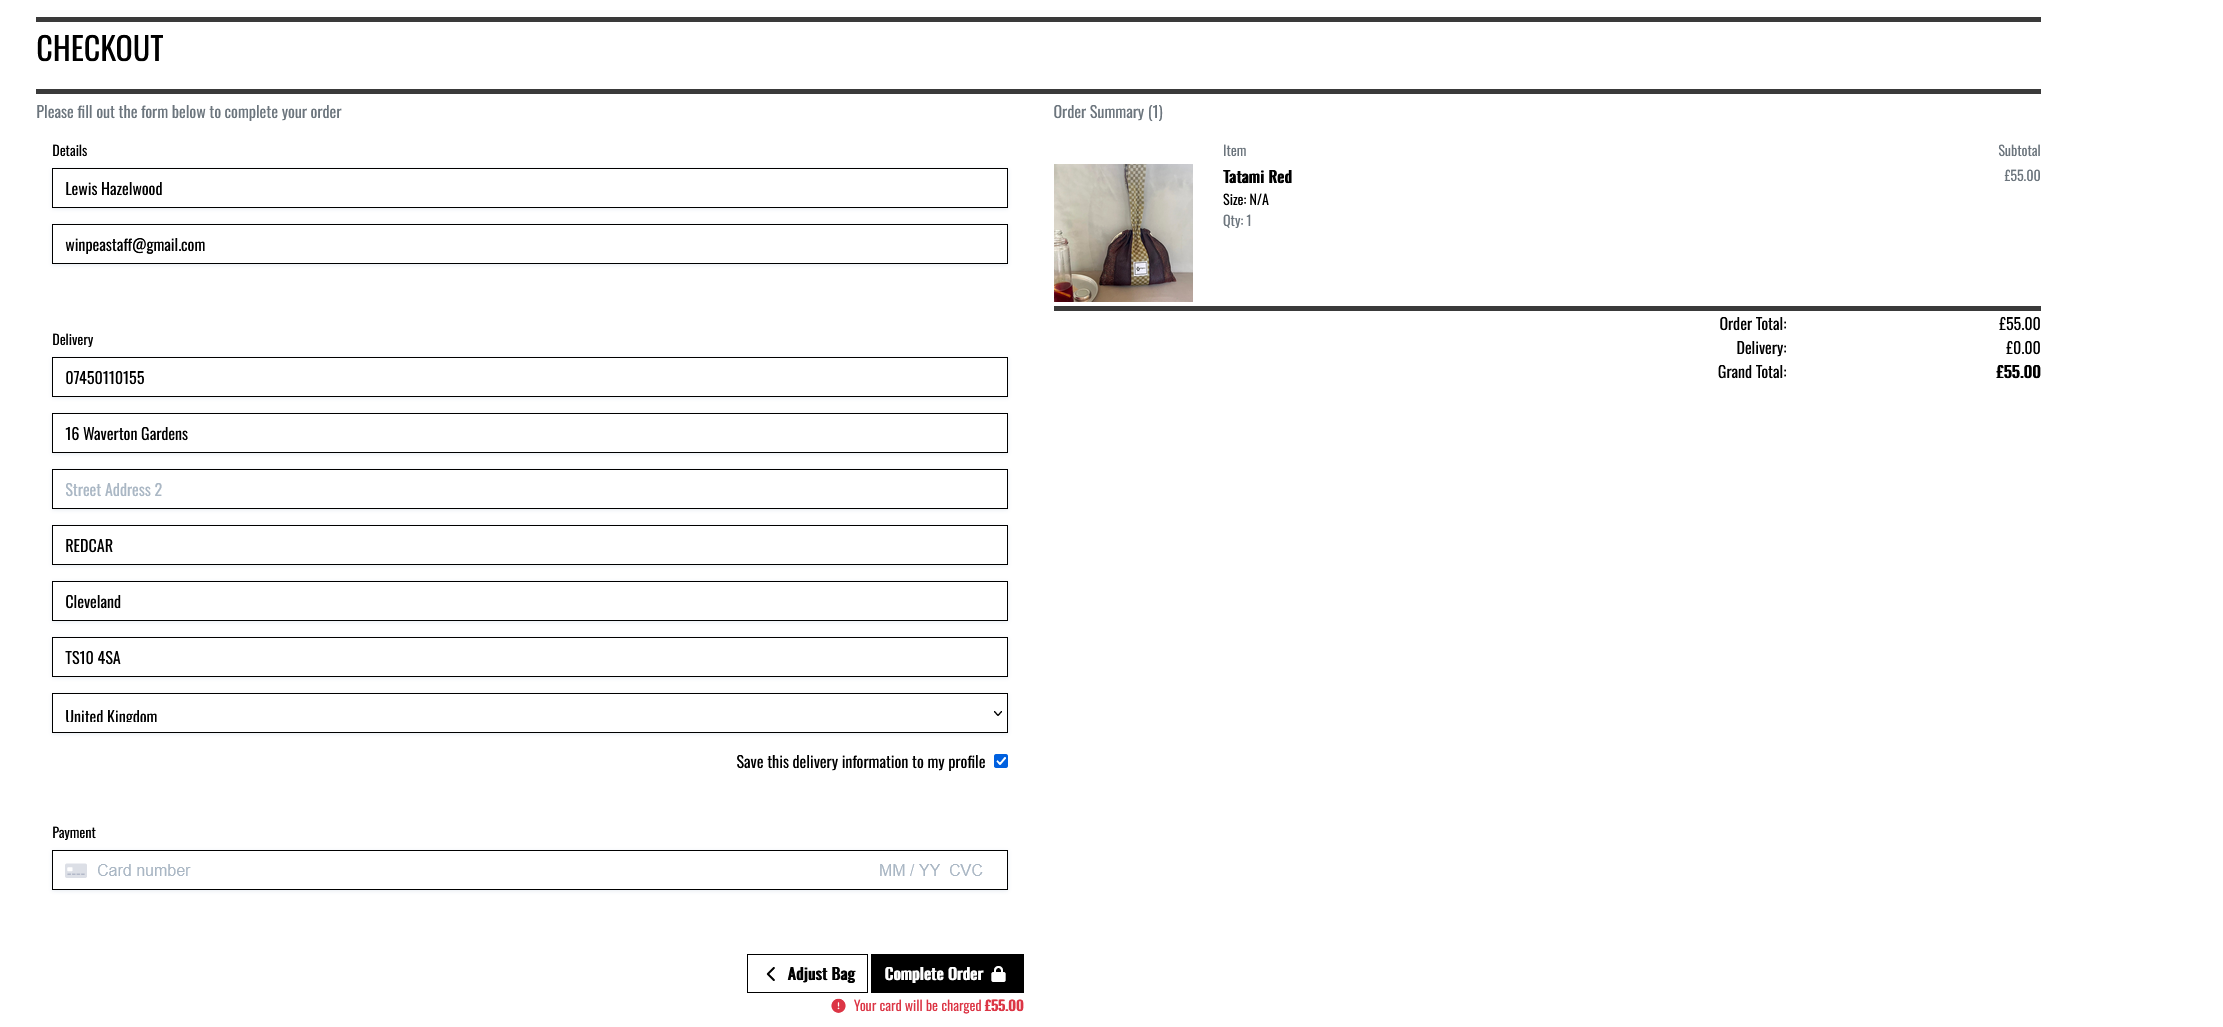 CHECKOUT
Please fill out the form below to complete your order
Details
Lewis Hazelwood
winpeastaff@gmail.com
Delivery
07450110155
16 Waverton Gardens
Street Address 2
REDCAR
Cleveland
TS10 4SA
United Kingdom
Save this delivery information to my profile
Payment
Card number MM / YY CVC
Adjust Bag Complete Order
Your card will be charged £55.00
Order Summary (1)
Item Subtotal
Tatami Red £55.00
Size: N/A
Qty: 1
Order Total: £55.00
Delivery: £0.00
Grand Total: £55.00